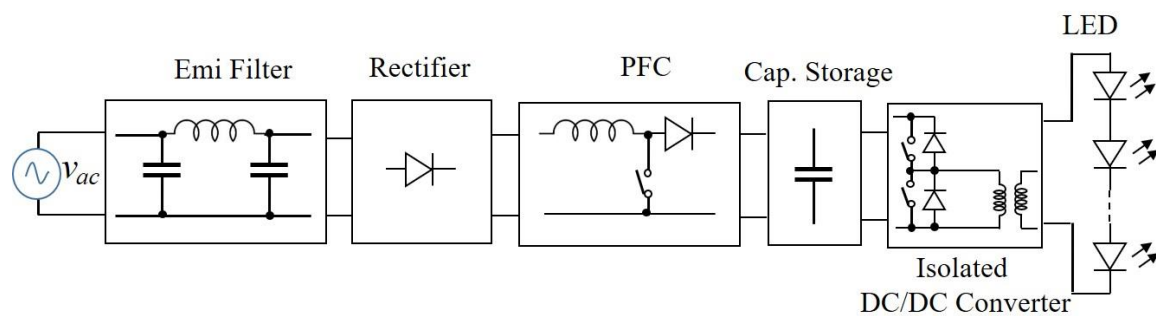 LED
Emi Filter
Rectifier
PFC
Cap. Storage
vac
Isolated
DC/DC Converter